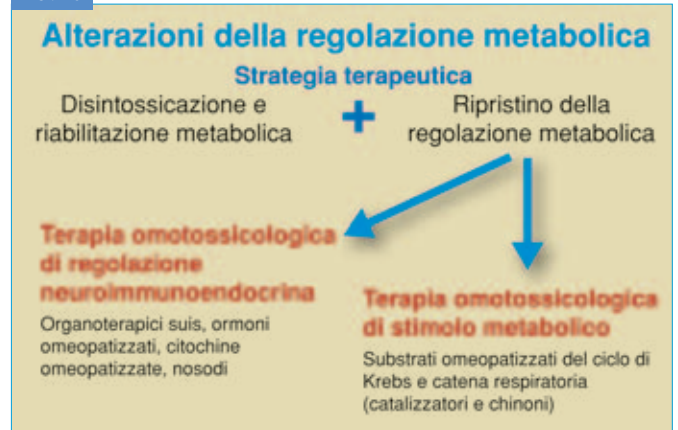 Alterazioni della regolazione metabolica
Strategia terapeutica
Disintossicazione e
riabilitazione metabolica
+
Ripristino della
regolazione metabolica
Terapia omotossicologica
di regolazione
neuroimmunoendocrina
Organoterapici suis, ormoni
omeopatizzati, citochine
omeopatizzate, nosodi
Terapia omotossicologica
di stimolo metabolico
Substrati omeopatizzati del ciclo di
Krebs e catena respiratoria
(catalizzatori e chinoni)